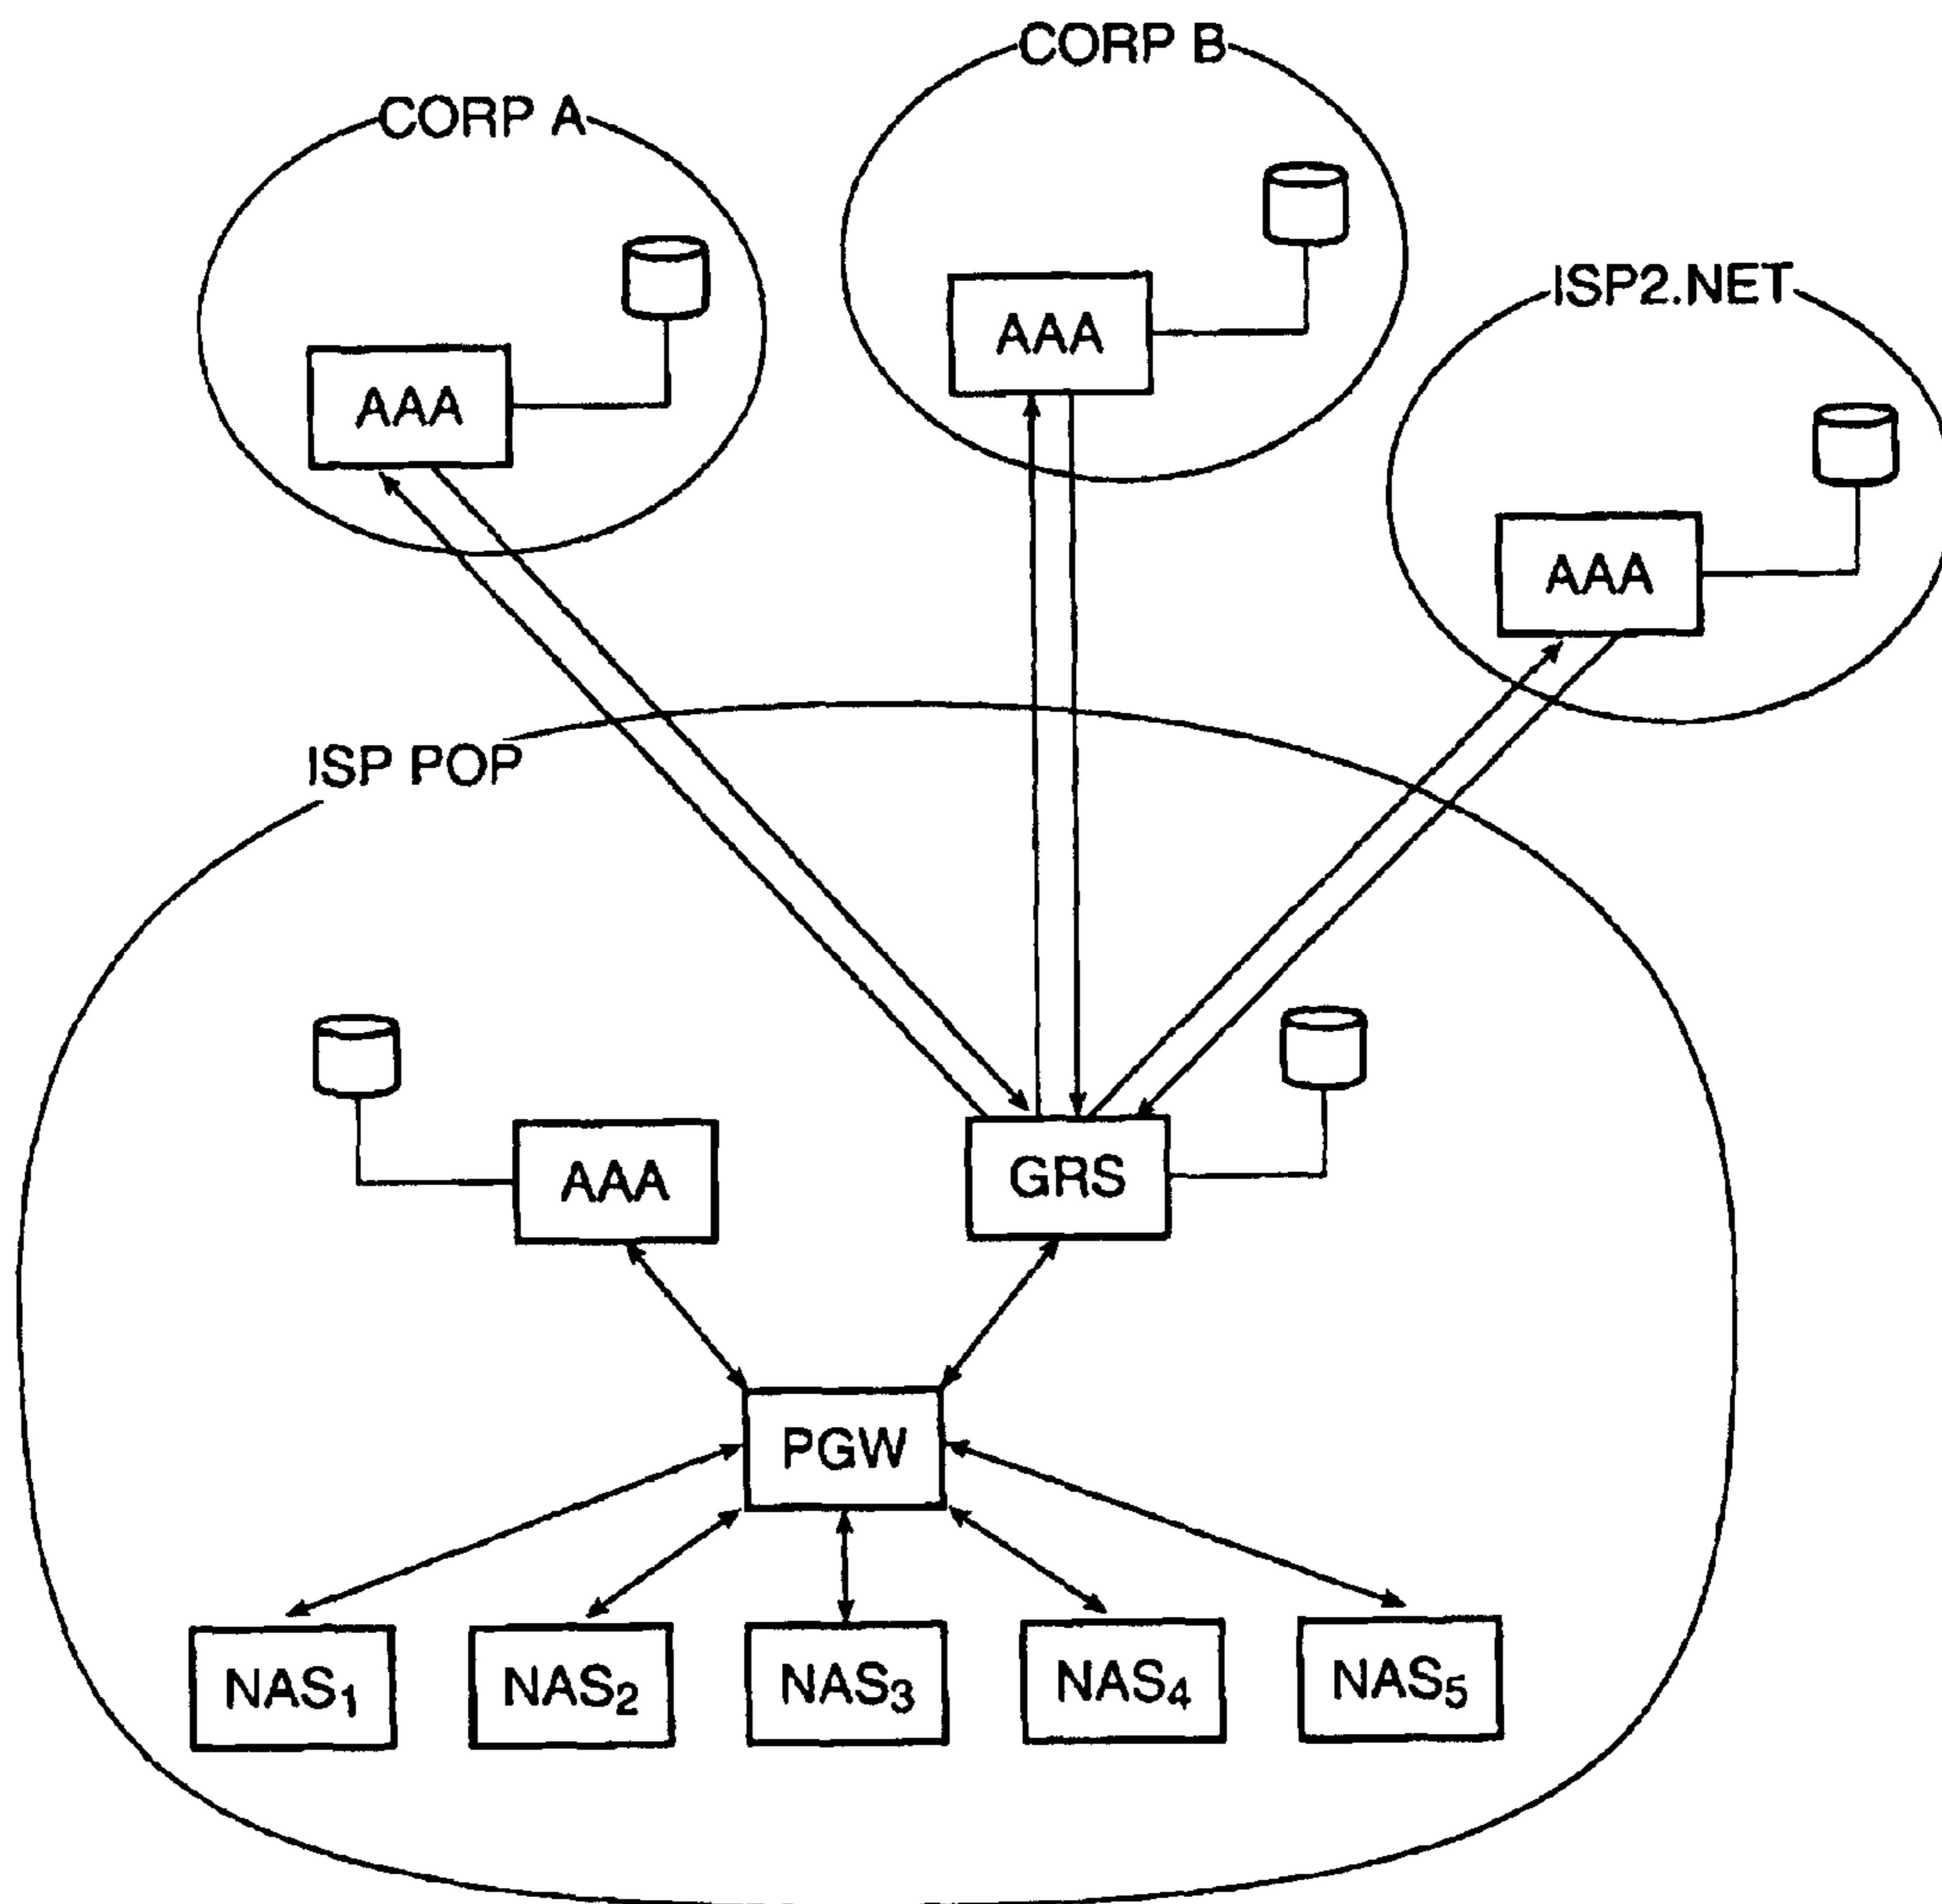 CORP B
CORP A
ISP2.NET
AAA
AAA
AAA
ISP POP
AAA
GRS
PGW
NAS1
NAS2
NAS3
NAS4
NAS5